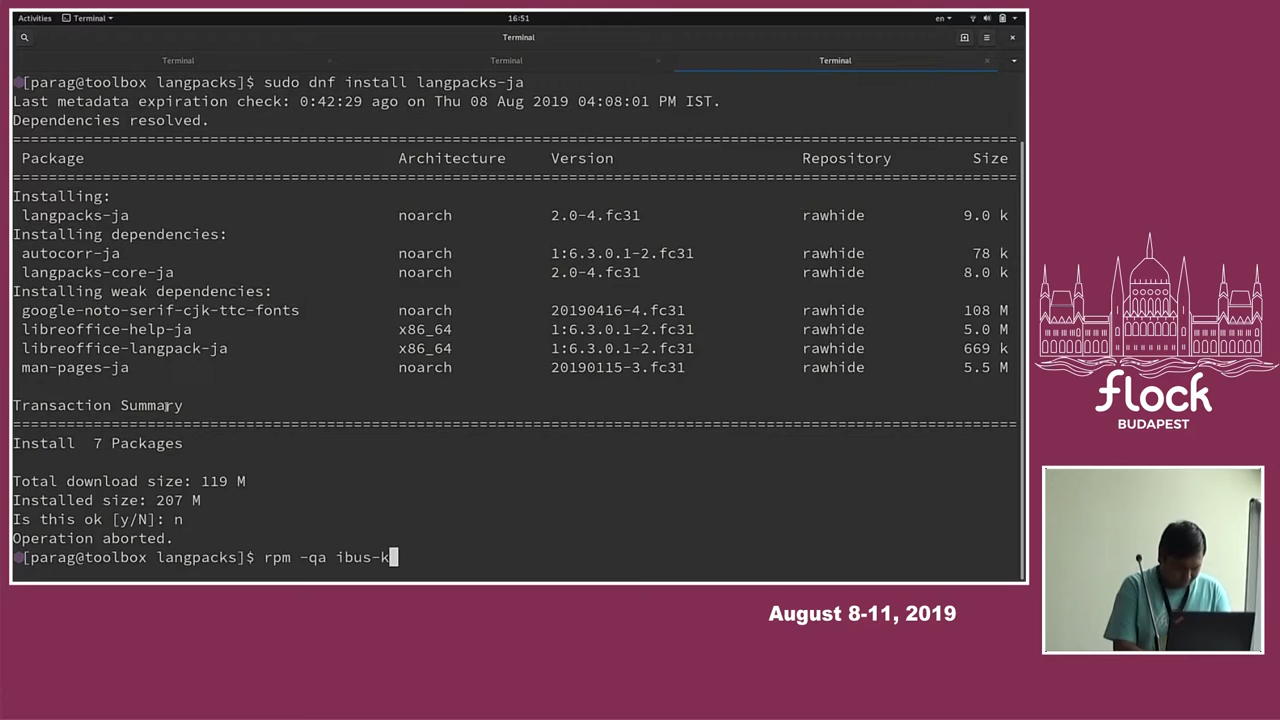 Activities Terminal 16:51 en
Terminal
Terminal Terminal Terminal
[parag@toolbox langpacks]$ sudo dnf install langpacks-ja
Last metadata expiration check: 0:42:29 ago on Thu 08 Aug 2019 04:08:01 PM IST.
Dependencies resolved.
================================================================================
Package Architecture Version Repository Size
================================================================================
Installing:
langpacks-ja noarch 2.0-4.fc31 rawhide 9.0 k
Installing dependencies:
autocorr-ja noarch 1:6.3.0.1-2.fc31 rawhide 78 k
langpacks-core-ja noarch 2.0-4.fc31 rawhide 8.0 k
Installing weak dependencies:
google-noto-serif-cjk-ttc-fonts noarch 20190416-4.fc31 rawhide 108 M
libreoffice-help-ja x86_64 1:6.3.0.1-2.fc31 rawhide 5.0 M
libreoffice-langpack-ja x86_64 1:6.3.0.1-2.fc31 rawhide 669 k
man-pages-ja noarch 20190115-3.fc31 rawhide 5.5 M
Transaction Summary
================================================================================
Install 7 Packages
Total download size: 119 M
Installed size: 207 M
Is this ok [y/N]: n
Operation aborted.
[parag@toolbox langpacks]$ rpm -qa ibus-k
flock
BUDAPEST
August 8-11, 2019